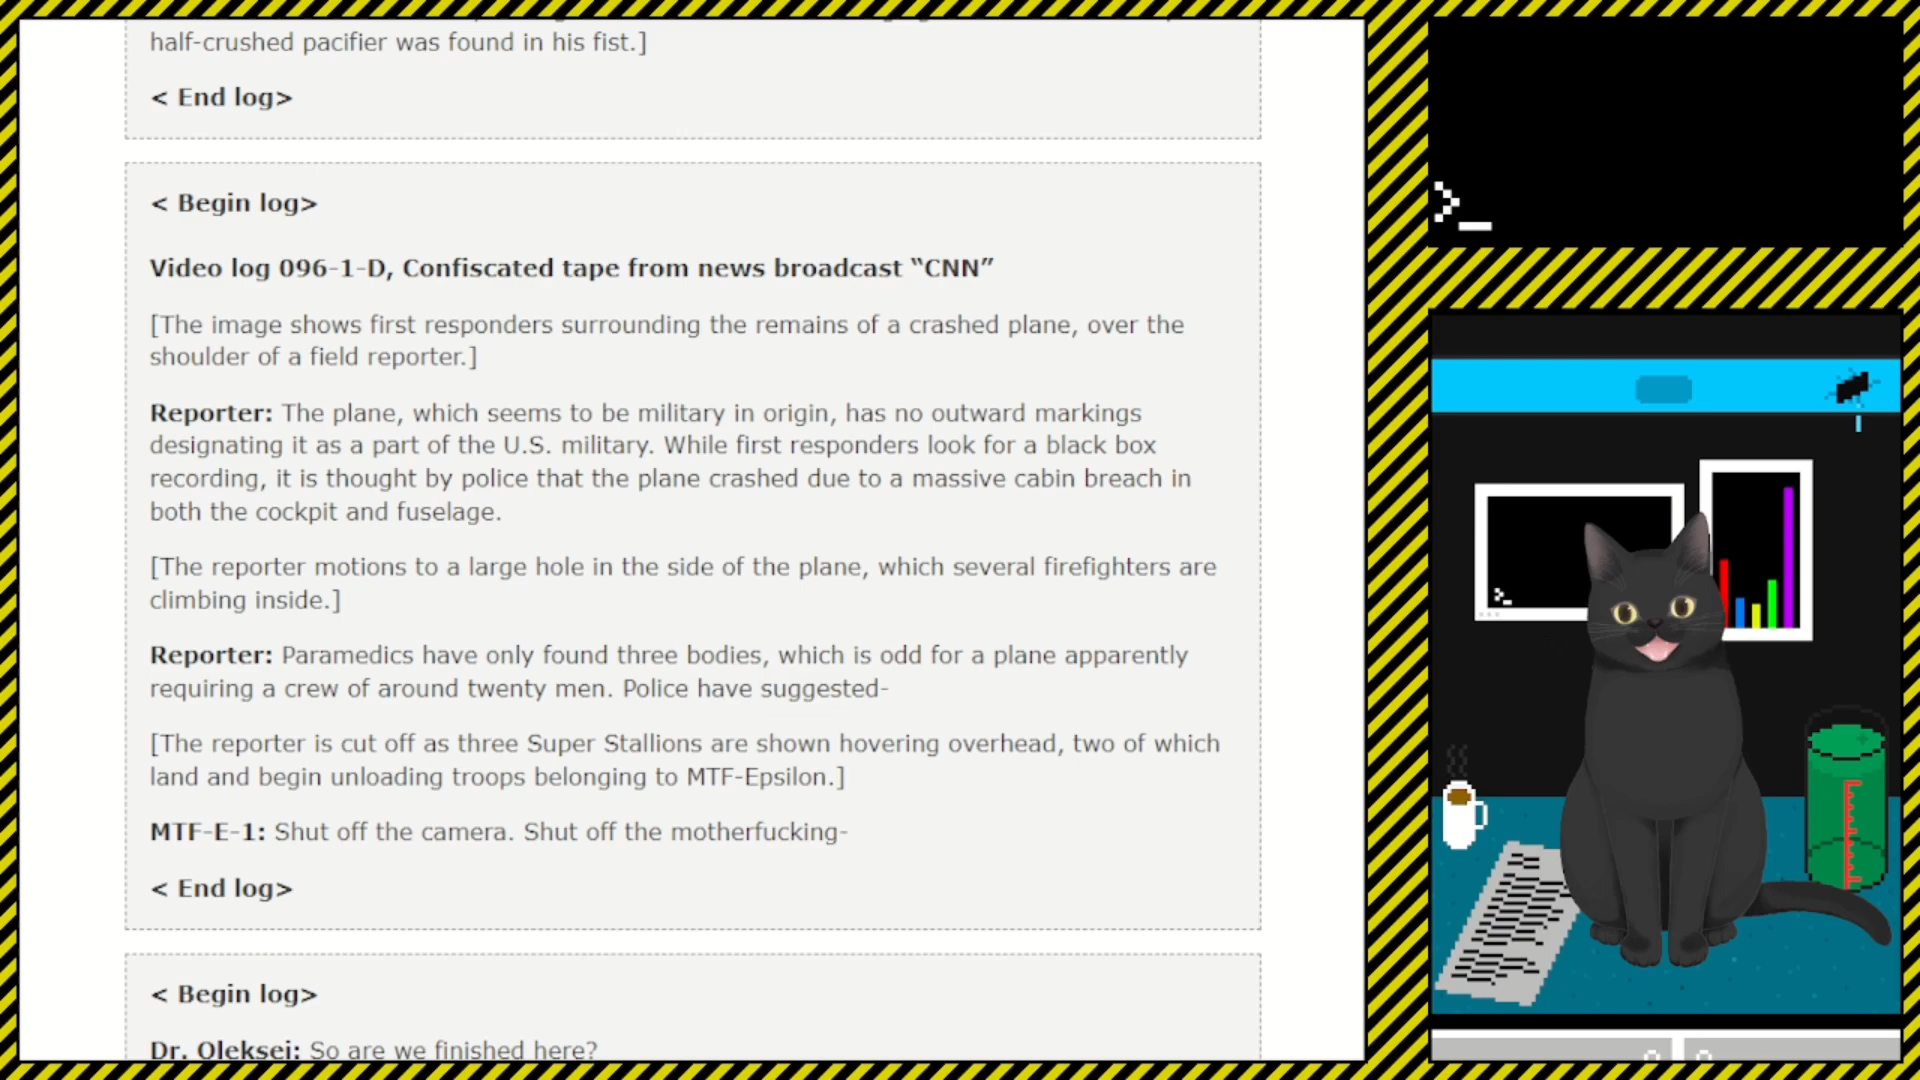 half-crushed pacifier was found in his fist.]
< End log>
< Begin log>
Video log 096-1-D, Confiscated tape from news broadcast “CNN”
[The image shows first responders surrounding the remains of a crashed plane, over the
shoulder of a field reporter.]
Reporter: The plane, which seems to be military in origin, has no outward markings
designating it as a part of the U.S. military. While first responders look for a black box
recording, it is thought by police that the plane crashed due to a massive cabin breach in
both the cockpit and fuselage.
[The reporter motions to a large hole in the side of the plane, which several firefighters are
climbing inside.]
Reporter: Paramedics have only found three bodies, which is odd for a plane apparently
requiring a crew of around twenty men. Police have suggested-
[The reporter is cut off as three Super Stallions are shown hovering overhead, two of which
land and begin unloading troops belonging to MTF-Epsilon.]
MTF-E-1: Shut off the camera. Shut off the motherfucking-
< End log>
< Begin log>
Dr. Oleksei: So are we finished here?
>_
>_